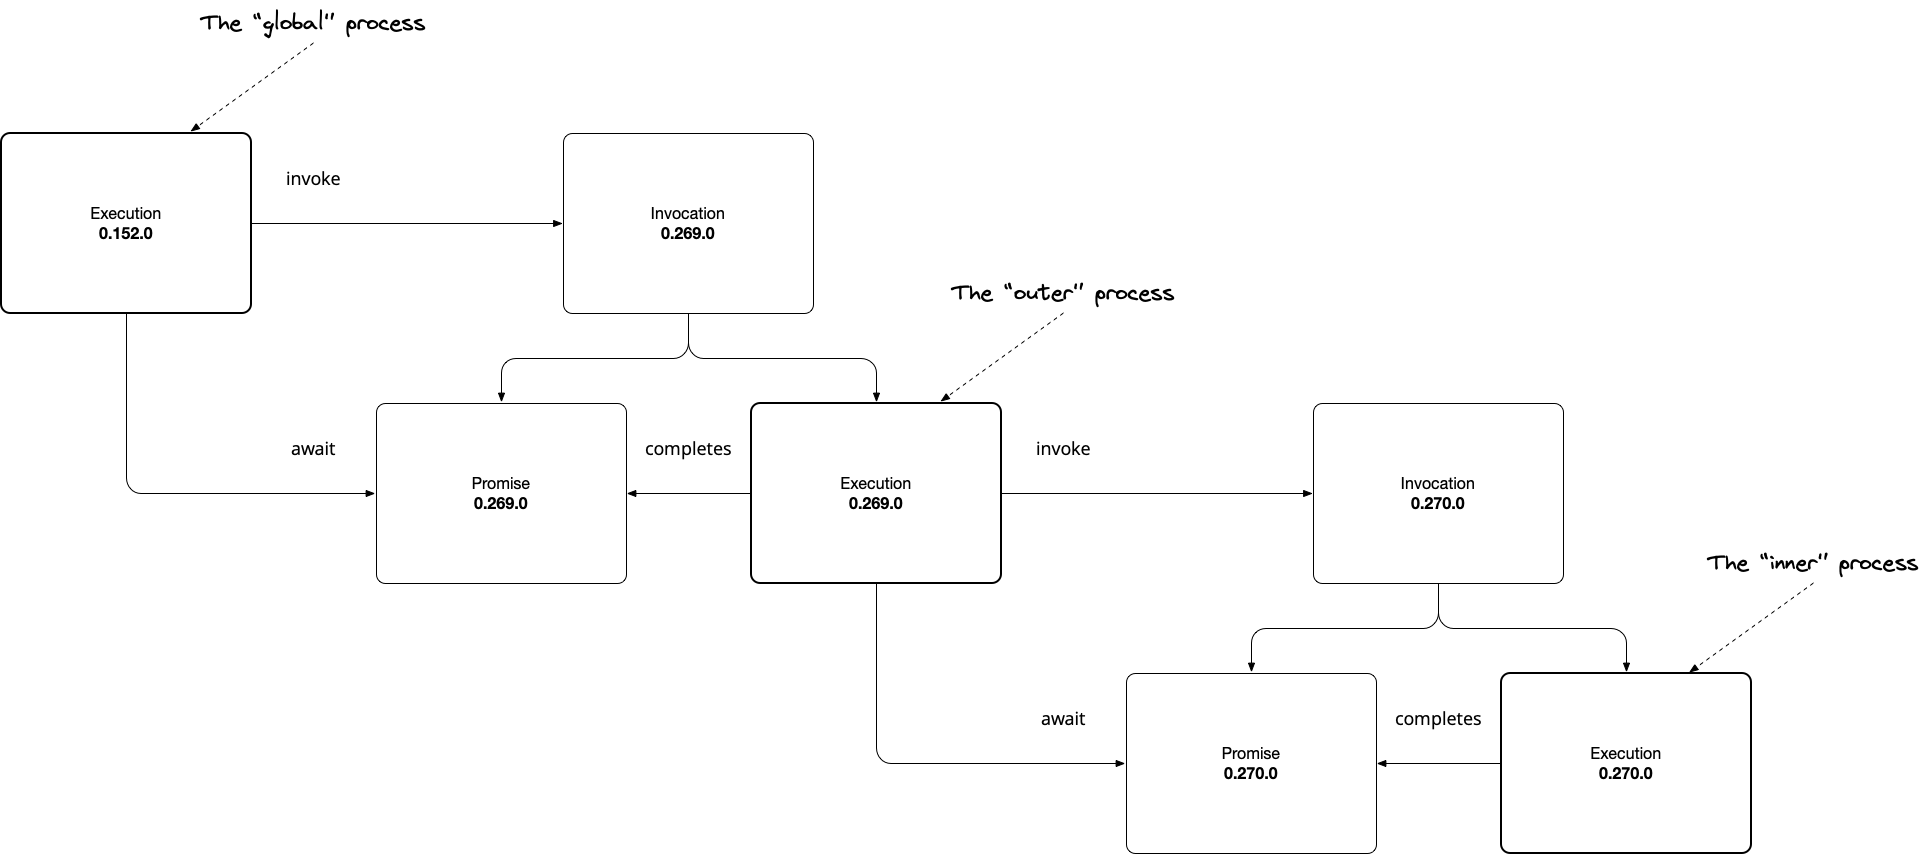 The "global" process
invoke
Execution
0.152.0
Invocation
0.269.0
The "outer" process
await
completes
invoke
Promise
0.269.0
Execution
0.269.0
Invocation
0.270.0
The "inner" process
await
completes
Promise
0.270.0
Execution
0.270.0